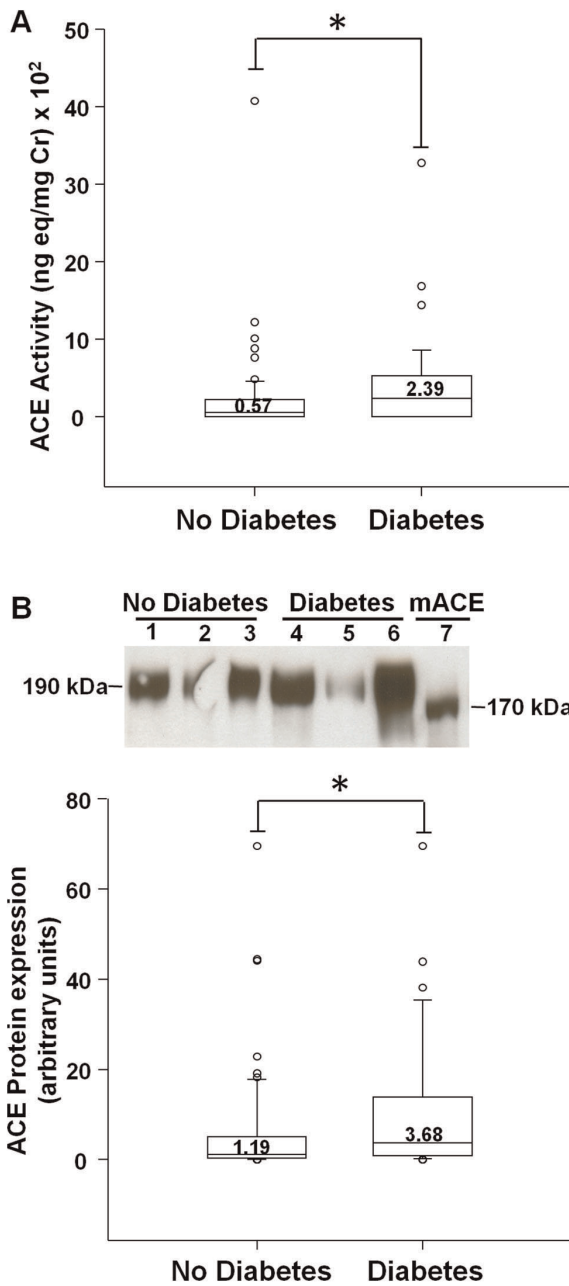 A
*
50
40
30
20
10
0
ACE Activity (ng eq/mg Cr) x 10²
0.57
2.39
No Diabetes Diabetes
B
No Diabetes Diabetes mACE
1 2 3 4 5 6 7
190 kDa
170 kDa
*
80
60
40
20
0
ACE Protein expression
(arbitrary units)
1.19
3.68
No Diabetes Diabetes